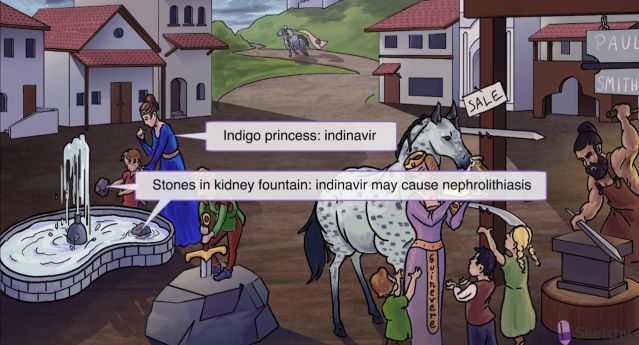 PAUL
SMITH
SALE
Indigo princess: indinavir
Stones in kidney fountain: indinavir may cause nephrolithiasis
Guinevere
Sketchy